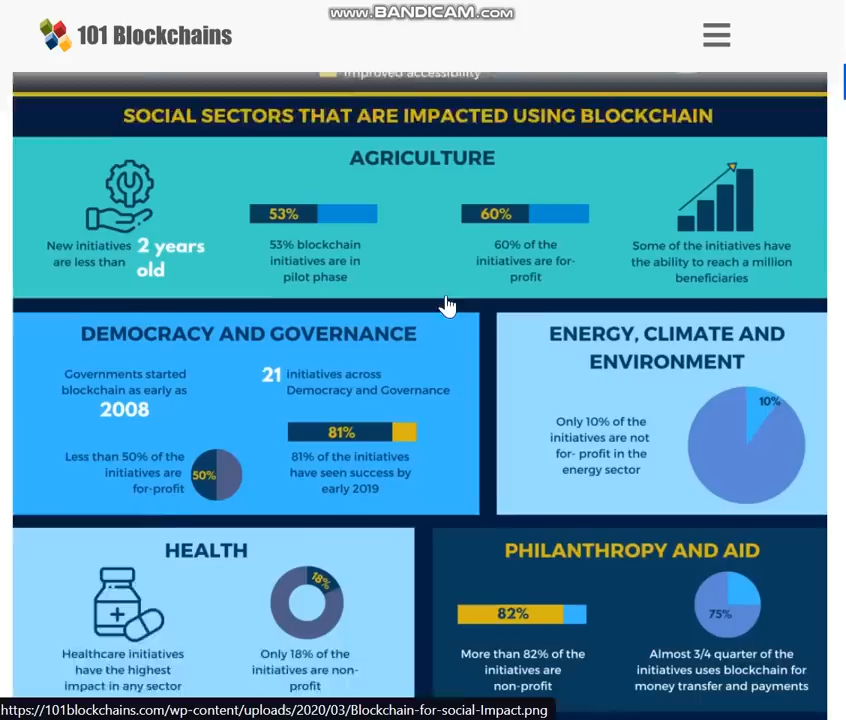 www.BANDICAM.com
101 Blockchains
Improved accessibility
SOCIAL SECTORS THAT ARE IMPACTED USING BLOCKCHAIN
AGRICULTURE
New initiatives
are less than
2 years
old
53%
53% blockchain
initiatives are in
pilot phase
60%
60% of the
initiatives are for-
profit
Some of the initiatives have
the ability to reach a million
beneficiaries
DEMOCRACY AND GOVERNANCE
Governments started
blockchain as early as
2008
Less than 50% of the
initiatives are
for-profit
50%
21 initiatives across
Democracy and Governance
81%
81% of the initiatives
have seen success by
early 2019
ENERGY, CLIMATE AND
ENVIRONMENT
Only 10% of the
initiatives are not
for- profit in the
energy sector
10%
HEALTH
Healthcare initiatives
have the highest
impact in any sector
18%
Only 18% of the
initiatives are non-
profit
PHILANTHROPY AND AID
82%
More than 82% of the
initiatives are
non-profit
75%
Almost 3/4 quarter of the
initiatives uses blockchain for
money transfer and payments
https://101blockchains.com/wp-content/uploads/2020/03/Blockchain-for-social-Impact.png